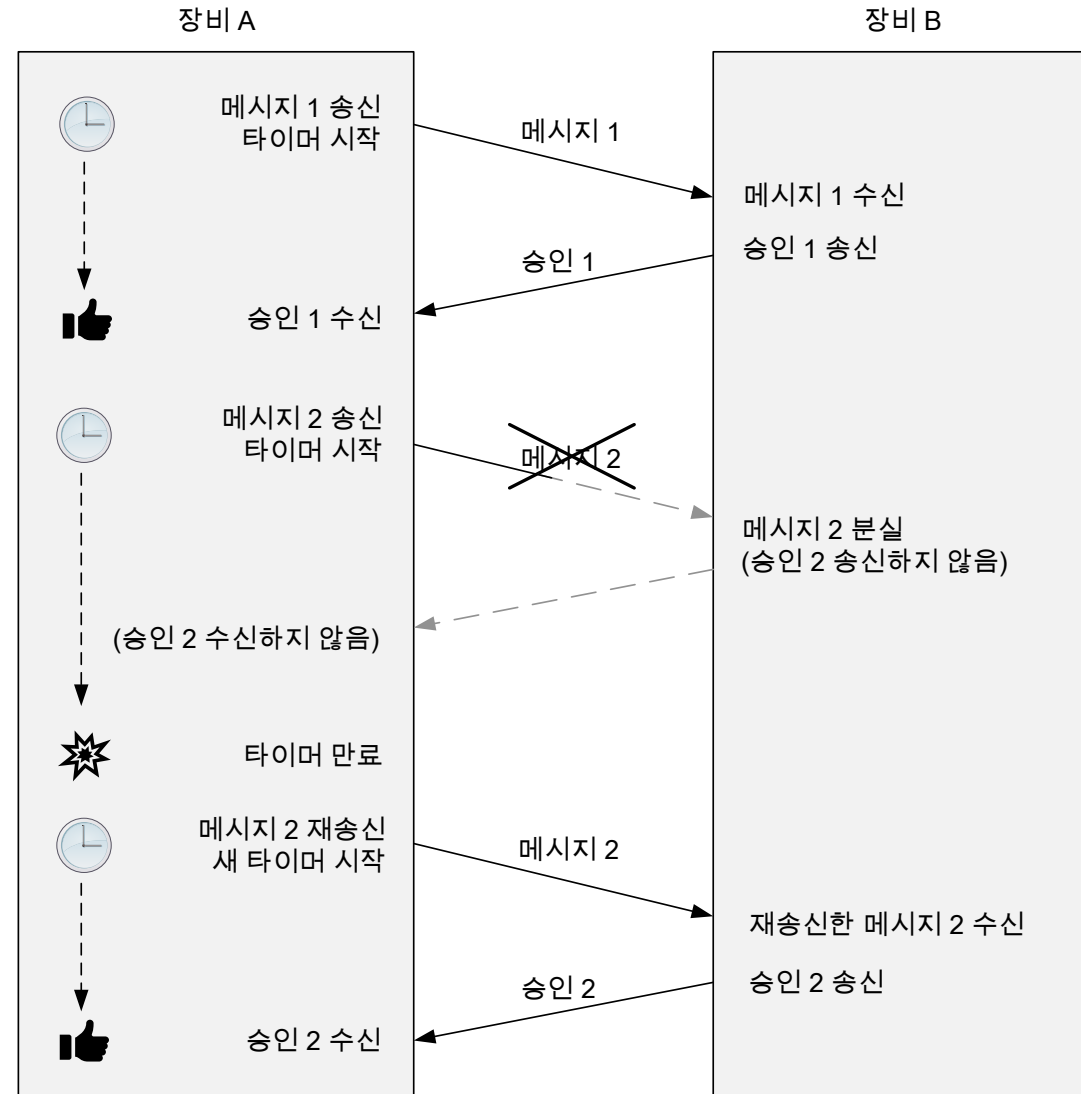 장비 A
장비 B
메시지 1 송신
타이머 시작
메시지 1
메시지 1 수신
승인 1 송신
승인 1
승인 1 수신
메시지 2 송신
타이머 시작
메시지 2
메시지 2 분실
(승인 2 송신하지 않음)
(승인 2 수신하지 않음)
타이머 만료
메시지 2 재송신
새 타이머 시작
메시지 2
재송신한 메시지 2 수신
승인 2 송신
승인 2
승인 2 수신